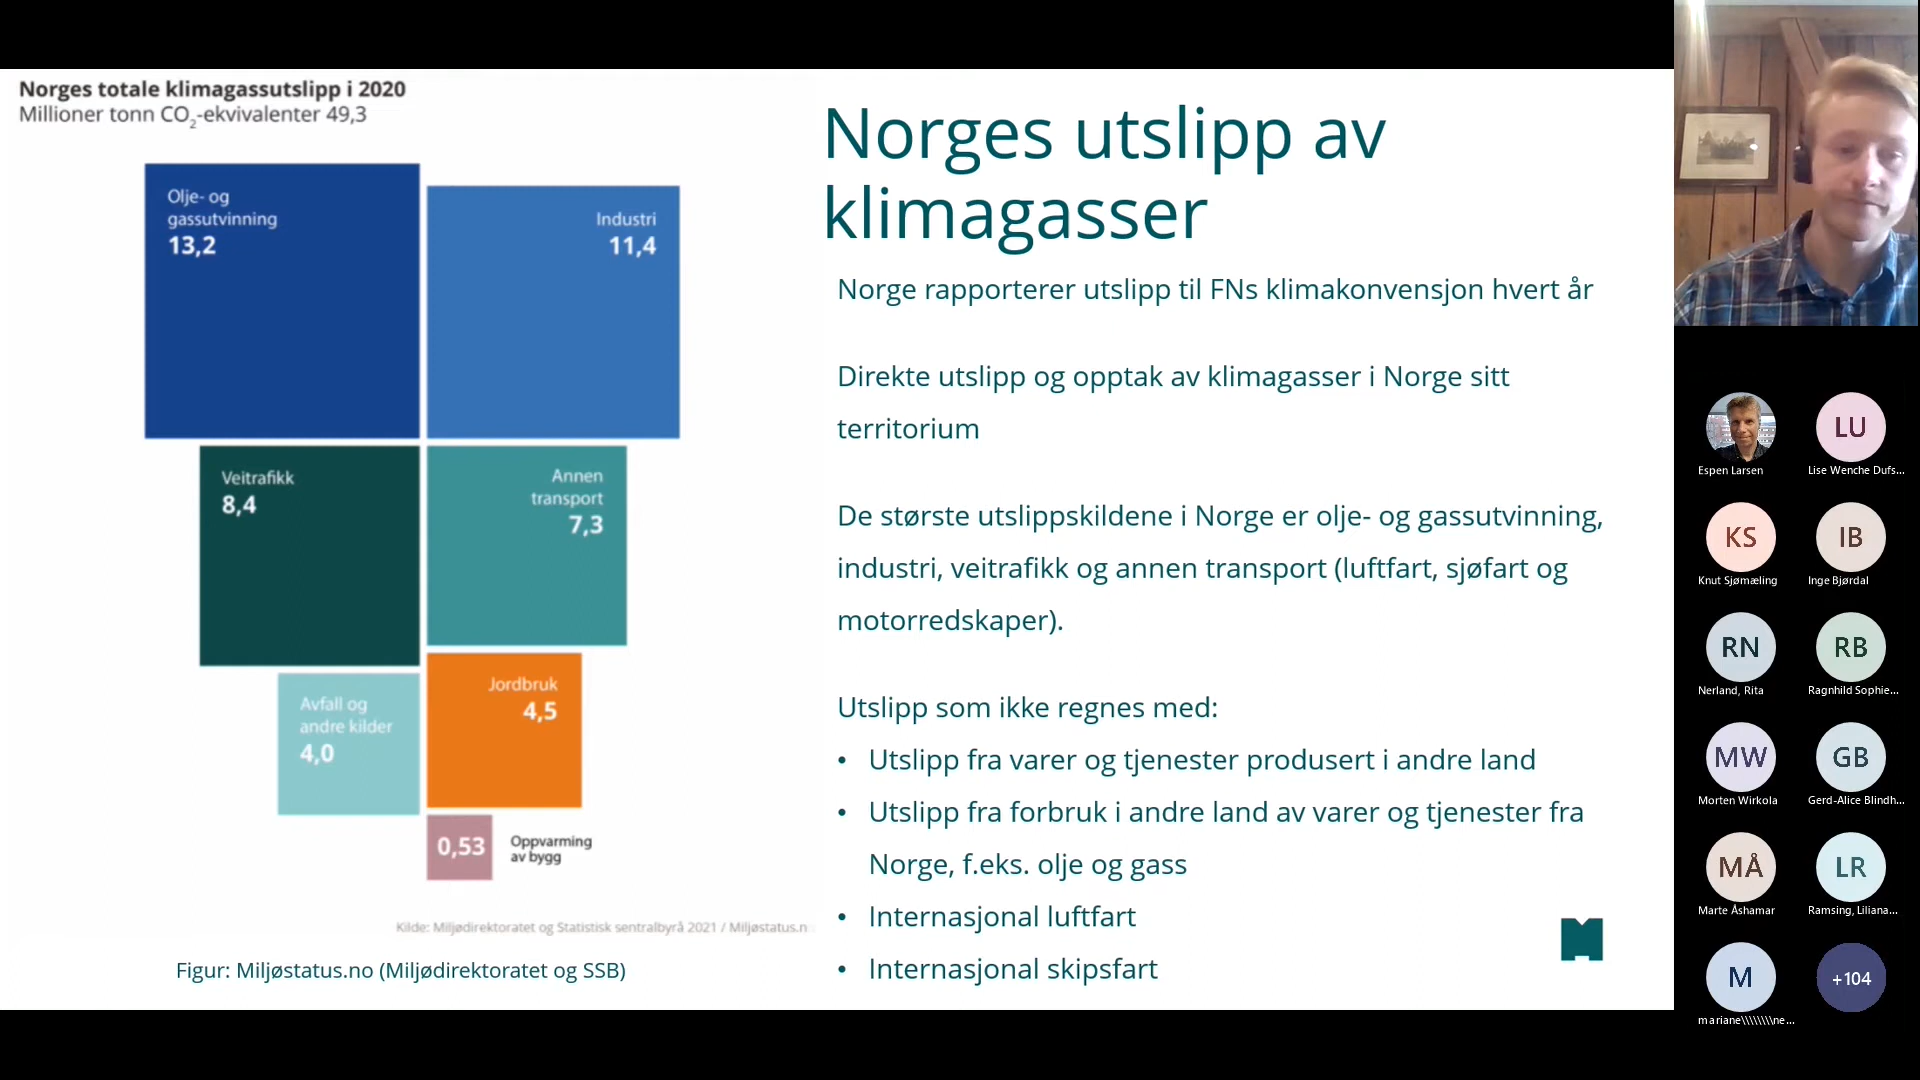 Norges totale klimagassutslipp i 2020
Millioner tonn CO2-ekvivalenter 49,3
Olje- og
gassutvinning
13,2
Industri
11,4
Veitrafikk
8,4
Annen
transport
7,3
Avfall og
andre kilder
4,0
Jordbruk
4,5
0,53
Oppvarming
av bygg
Kilde: Miljødirektoratet og Statistisk sentralbyrå 2021 / Miljøstatus.n
Figur: Miljøstatus.no (Miljødirektoratet og SSB)
Norges utslipp av
klimagasser
Norge rapporterer utslipp til FNs klimakonvensjon hvert år
Direkte utslipp og opptak av klimagasser i Norge sitt
territorium
De største utslippskildene i Norge er olje- og gassutvinning,
industri, veitrafikk og annen transport (luftfart, sjøfart og
motorredskaper).
Utslipp som ikke regnes med:
• Utslipp fra varer og tjenester produsert i andre land
• Utslipp fra forbruk i andre land av varer og tjenester fra
Norge, f.eks. olje og gass
• Internasjonal luftfart
• Internasjonal skipsfart
Espen Larsen
LU
Lise Wenche Dufs...
KS
Knut Sjømæling
IB
Inge Bjørdal
RN
Nerland, Rita
RB
Ragnhild Sophie...
MW
Morten Wirkola
GB
Gerd-Alice Blindh...
MÅ
Marte Åshamar
LR
Ramsing, Liliana...
M
mariane\\\\\\\\ne...
+104